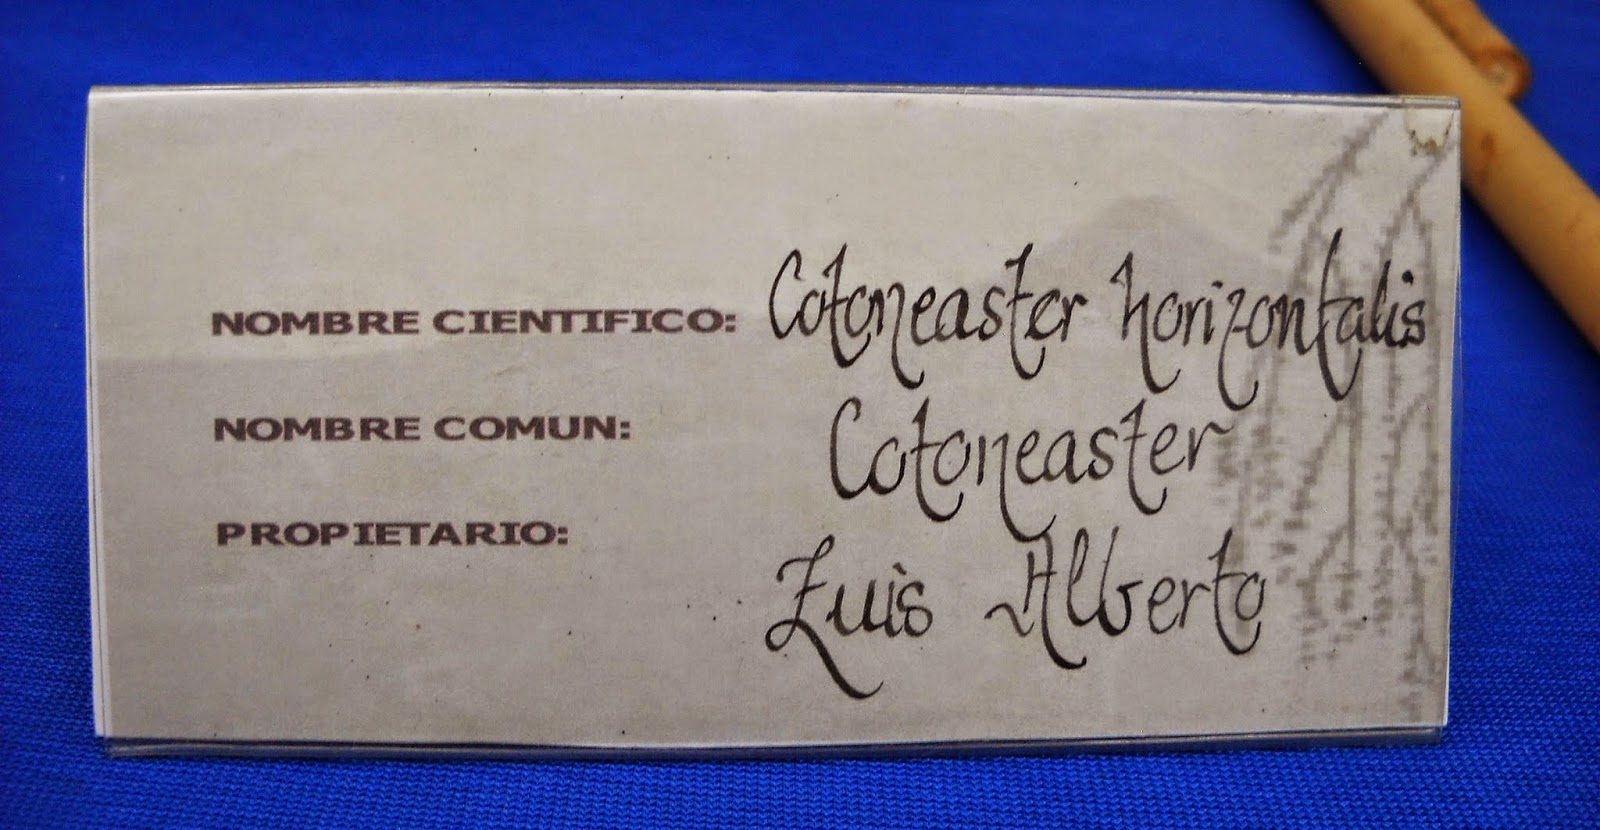 NOMBRE CIENTIFICO: Cotoneaster horizontalis
NOMBRE COMUN: Cotoneaster
PROPIETARIO: Luis Alberto